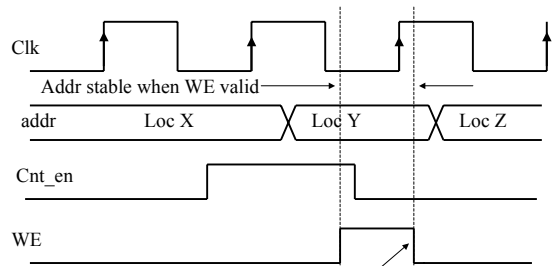 Clk
Addr stable when WE valid
addr Loc X Loc Y Loc Z
Cnt_en
WE